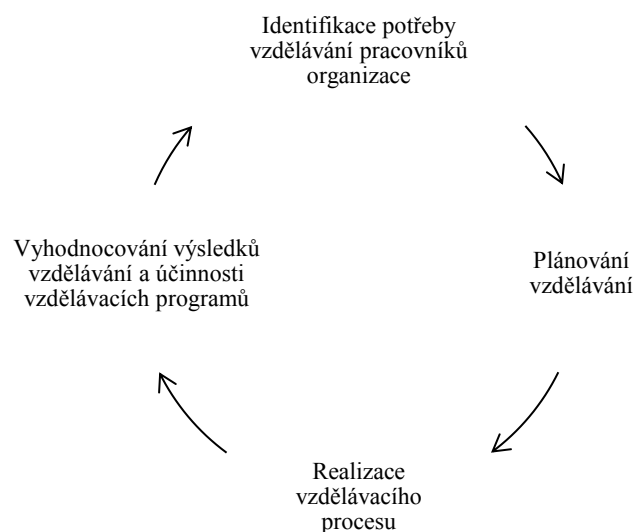 Identifikace potřeby
vzdělávání pracovníků
organizace
Plánování
vzdělávání
Realizace
vzdělávacího
procesu
Vyhodnocování výsledků
vzdělávání a účinnosti
vzdělávacích programů